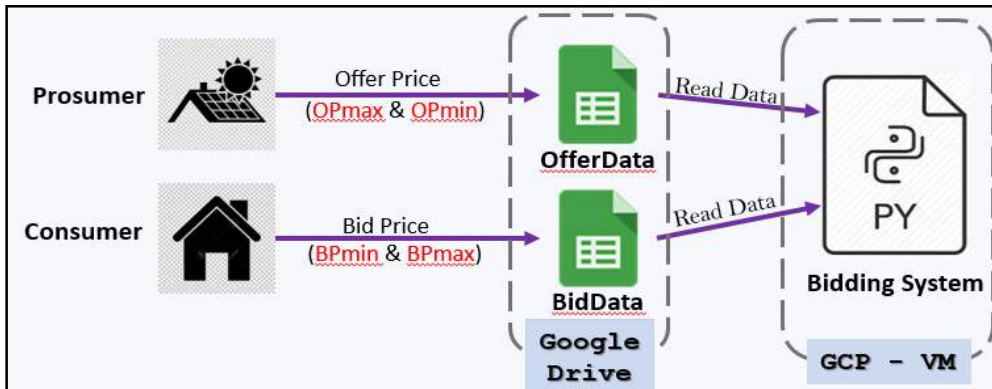 Prosumer
Offer Price
(OPmax & OPmin)
OfferData
Read Data
Consumer
Bid Price
(BPmin & BPmax)
BidData
Read Data
PY
Bidding System
Google
Drive
GCP - VM